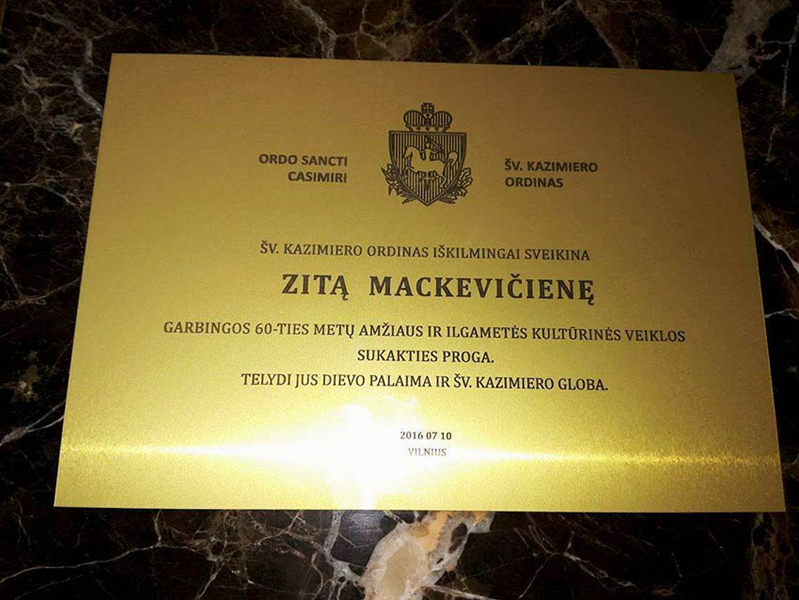 ORDO SANCTI
CASIMIRI
ŠV. KAZIMIERO
ORDINAS
ŠV. KAZIMIERO ORDINAS IŠKILMINGAI SVEIKINA
ZITĄ MACKEVIČIENĘ
GARBINGOS 60-TIES METŲ AMŽIAUS IR ILGAMETĖS KULTŪRINĖS VEIKLOS
SUKAKTIES PROGA.
TELYDI JUS DIEVO PALAIMA IR ŠV. KAZIMIERO GLOBA.
2016 07 10
VILNIUS